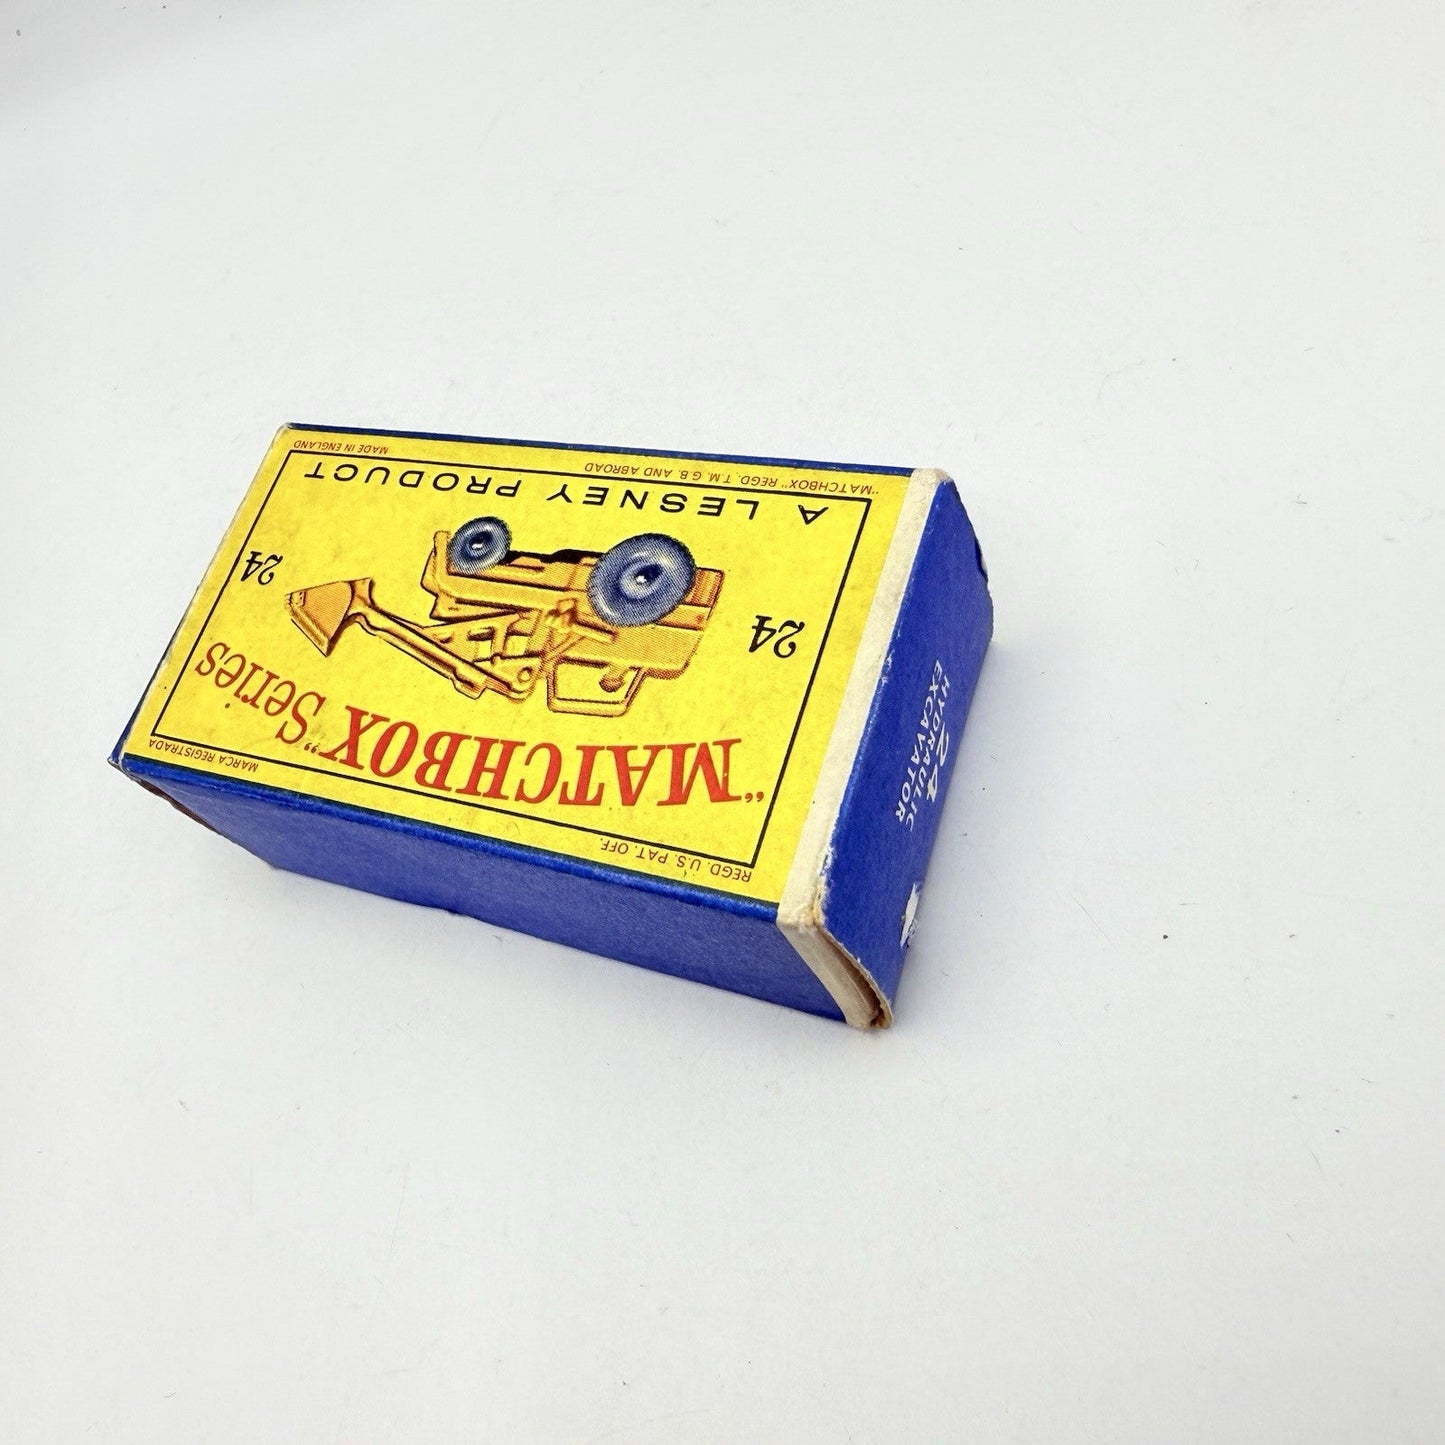 REGD. U.S. PAT. OFF.
MARCA REGISTRADA
"MATCHBOX" Series
24
24
A LESNEY PRODUCT
"MATCHBOX" REGD. T.M. G.B. AND ABROAD
MADE IN ENGLAND
24
HYDRAULIC
EXCAVATOR